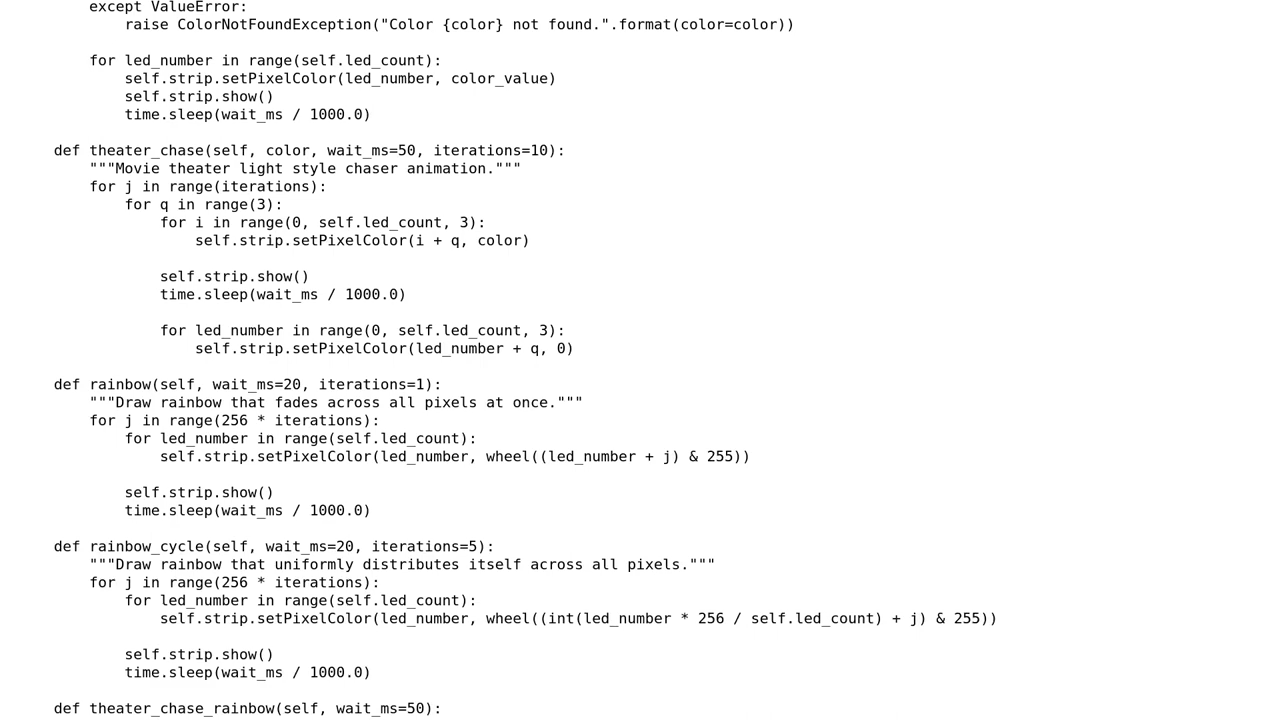 except ValueError:
raise ColorNotFoundException("Color {color} not found.".format(color=color))
for led_number in range(self.led_count):
self.strip.setPixelColor(led_number, color_value)
self.strip.show()
time.sleep(wait_ms / 1000.0)
def theater_chase(self, color, wait_ms=50, iterations=10):
"""Movie theater light style chaser animation."""
for j in range(iterations):
for q in range(3):
for i in range(0, self.led_count, 3):
self.strip.setPixelColor(i + q, color)
self.strip.show()
time.sleep(wait_ms / 1000.0)
for led_number in range(0, self.led_count, 3):
self.strip.setPixelColor(led_number + q, 0)
def rainbow(self, wait_ms=20, iterations=1):
"""Draw rainbow that fades across all pixels at once."""
for j in range(256 * iterations):
for led_number in range(self.led_count):
self.strip.setPixelColor(led_number, wheel((led_number + j) & 255))
self.strip.show()
time.sleep(wait_ms / 1000.0)
def rainbow_cycle(self, wait_ms=20, iterations=5):
"""Draw rainbow that uniformly distributes itself across all pixels."""
for j in range(256 * iterations):
for led_number in range(self.led_count):
self.strip.setPixelColor(led_number, wheel((int(led_number * 256 / self.led_count) + j) & 255))
self.strip.show()
time.sleep(wait_ms / 1000.0)
def theater_chase_rainbow(self, wait_ms=50):